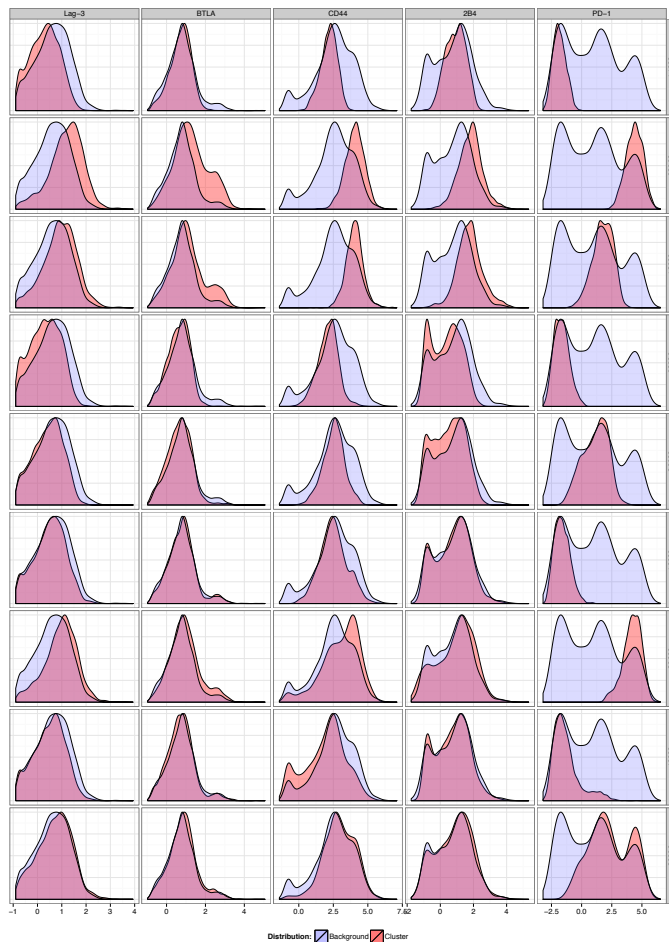 Lag−3 BTLA CD44 2B4 PD−1
−1 0 1 2 3 4 0 2 4 0.0 2.5 5.0 0 2 4 −2.5 0.0 2.5 5.0
Distribution: Background Cluster